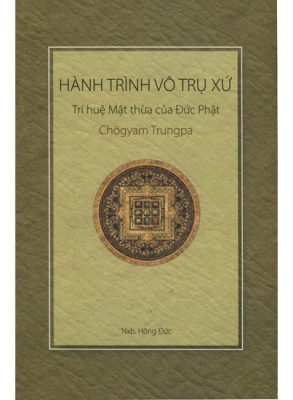 HÀNH TRÌNH VÔ TRỤ XỨ
Trí huệ Mật thừa của Đức Phật
Chögyam Trungpa
Nxb. Hồng Đức